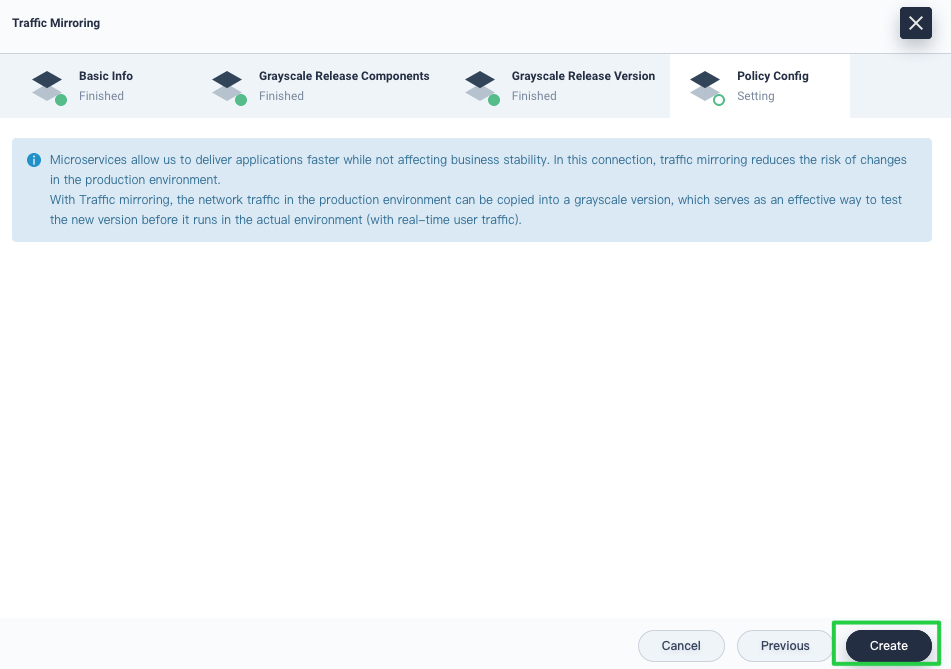 Traffic Mirroring
Basic Info
Finished
Grayscale Release Components
Finished
Grayscale Release Version
Finished
Policy Config
Setting
Microservices allow us to deliver applications faster while not affecting business stability. In this connection, traffic mirroring reduces the risk of changes
in the production environment.
With Traffic mirroring, the network traffic in the production environment can be copied into a grayscale version, which serves as an effective way to test
the new version before it runs in the actual environment (with real-time user traffic).
Cancel
Previous
Create